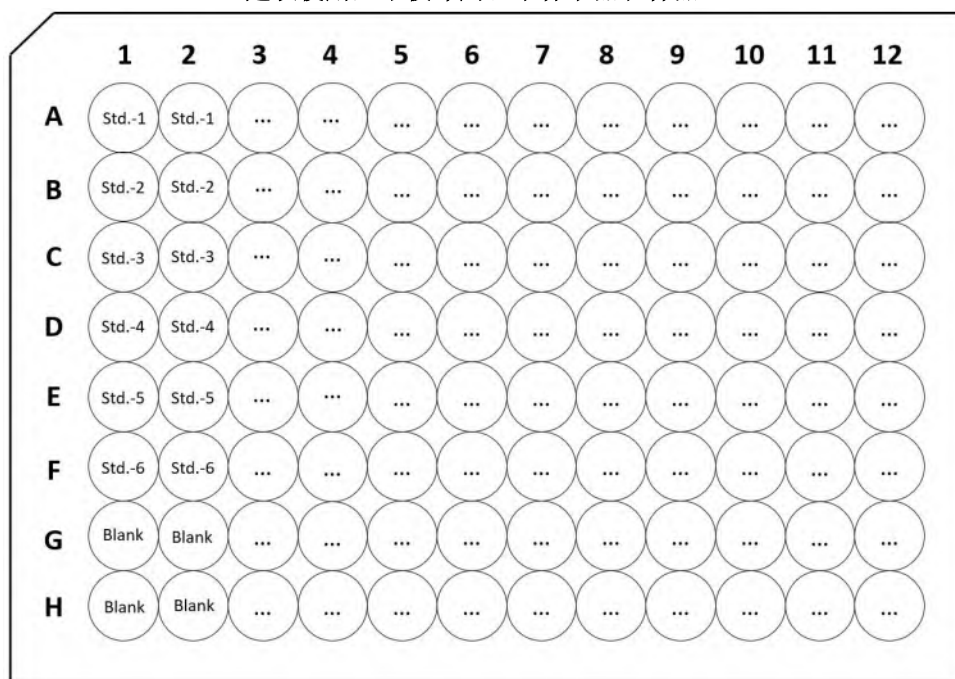 1 2 3 4 5 6 7 8 9 10 11 12
A Std.-1 Std.-1 ... ... ... ... ... ... ... ... ... ...
B Std.-2 Std.-2 ... ... ... ... ... ... ... ... ... ...
C Std.-3 Std.-3 ... ... ... ... ... ... ... ... ... ...
D Std.-4 Std.-4 ... ... ... ... ... ... ... ... ... ...
E Std.-5 Std.-5 ... ... ... ... ... ... ... ... ... ...
F Std.-6 Std.-6 ... ... ... ... ... ... ... ... ... ...
G Blank Blank ... ... ... ... ... ... ... ... ... ...
H Blank Blank ... ... ... ... ... ... ... ... ... ...